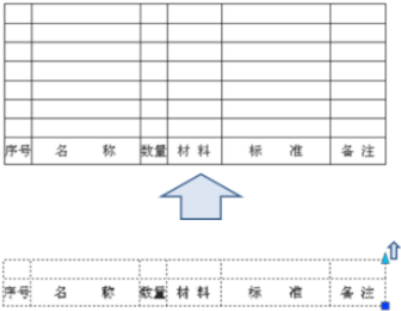 序号 名 称 数量 材 料 标 准 备 注
序号 名 称 数量 材 料 标 准 备 注